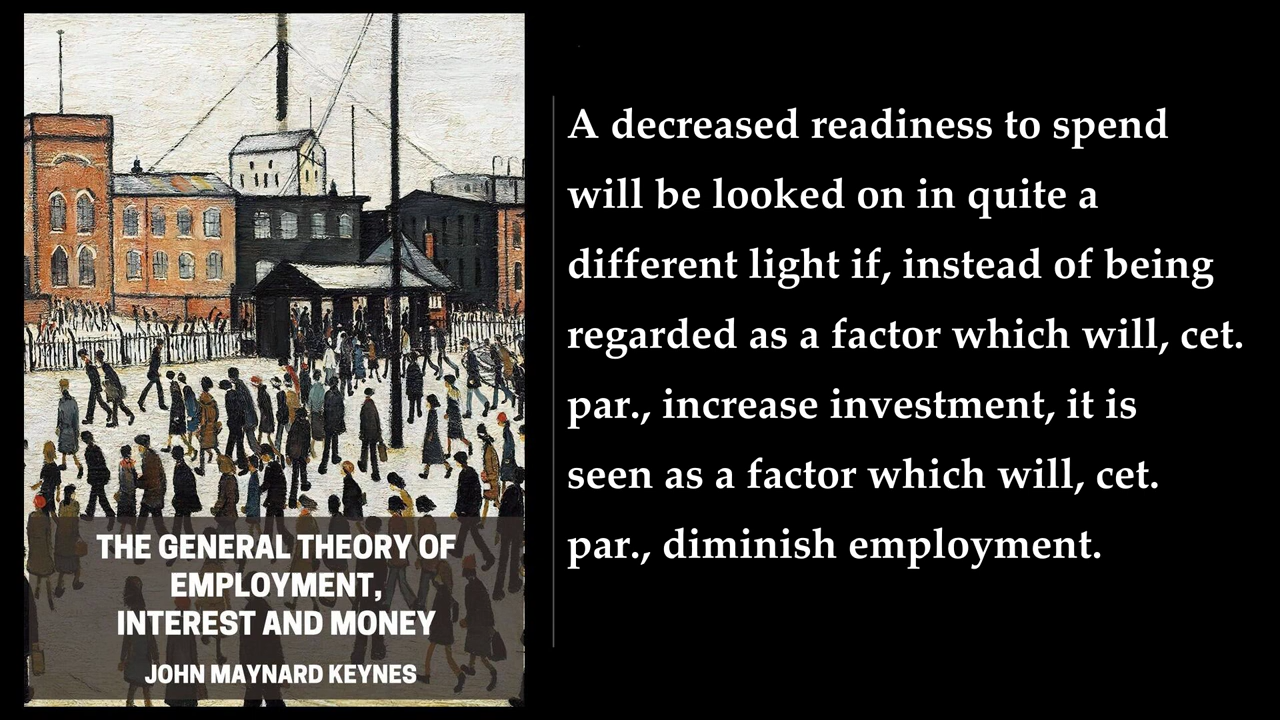 THE GENERAL THEORY OF
EMPLOYMENT,
INTEREST AND MONEY
JOHN MAYNARD KEYNES
A decreased readiness to spend
will be looked on in quite a
different light if, instead of being
regarded as a factor which will, cet.
par., increase investment, it is
seen as a factor which will, cet.
par., diminish employment.